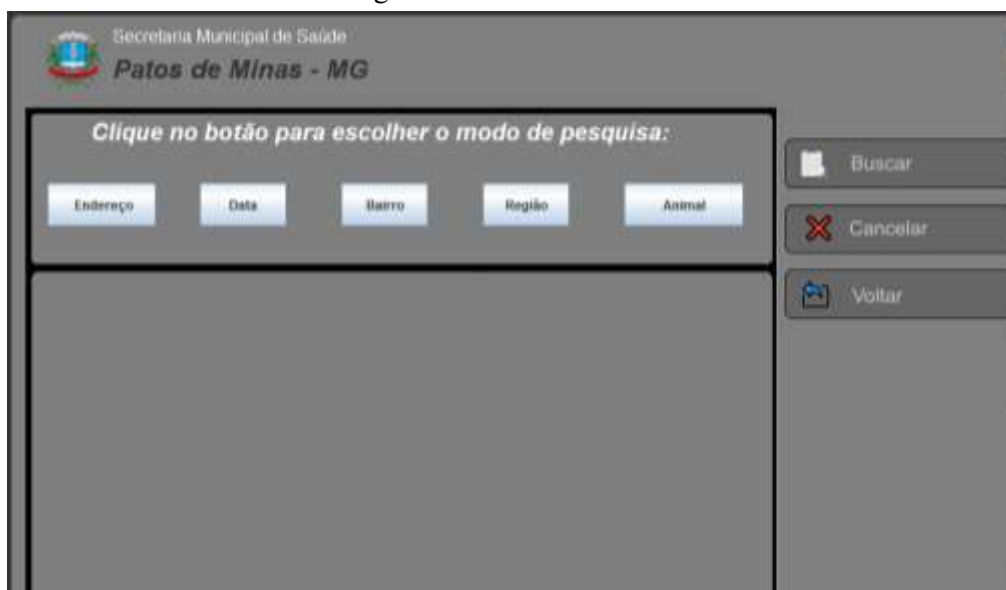 Secretaria Municipal de Saúde
Patos de Minas - MG
Clique no botão para escolher o modo de pesquisa:
Endereço Data Bairro Região Animal
Buscar
Cancelar
Voltar